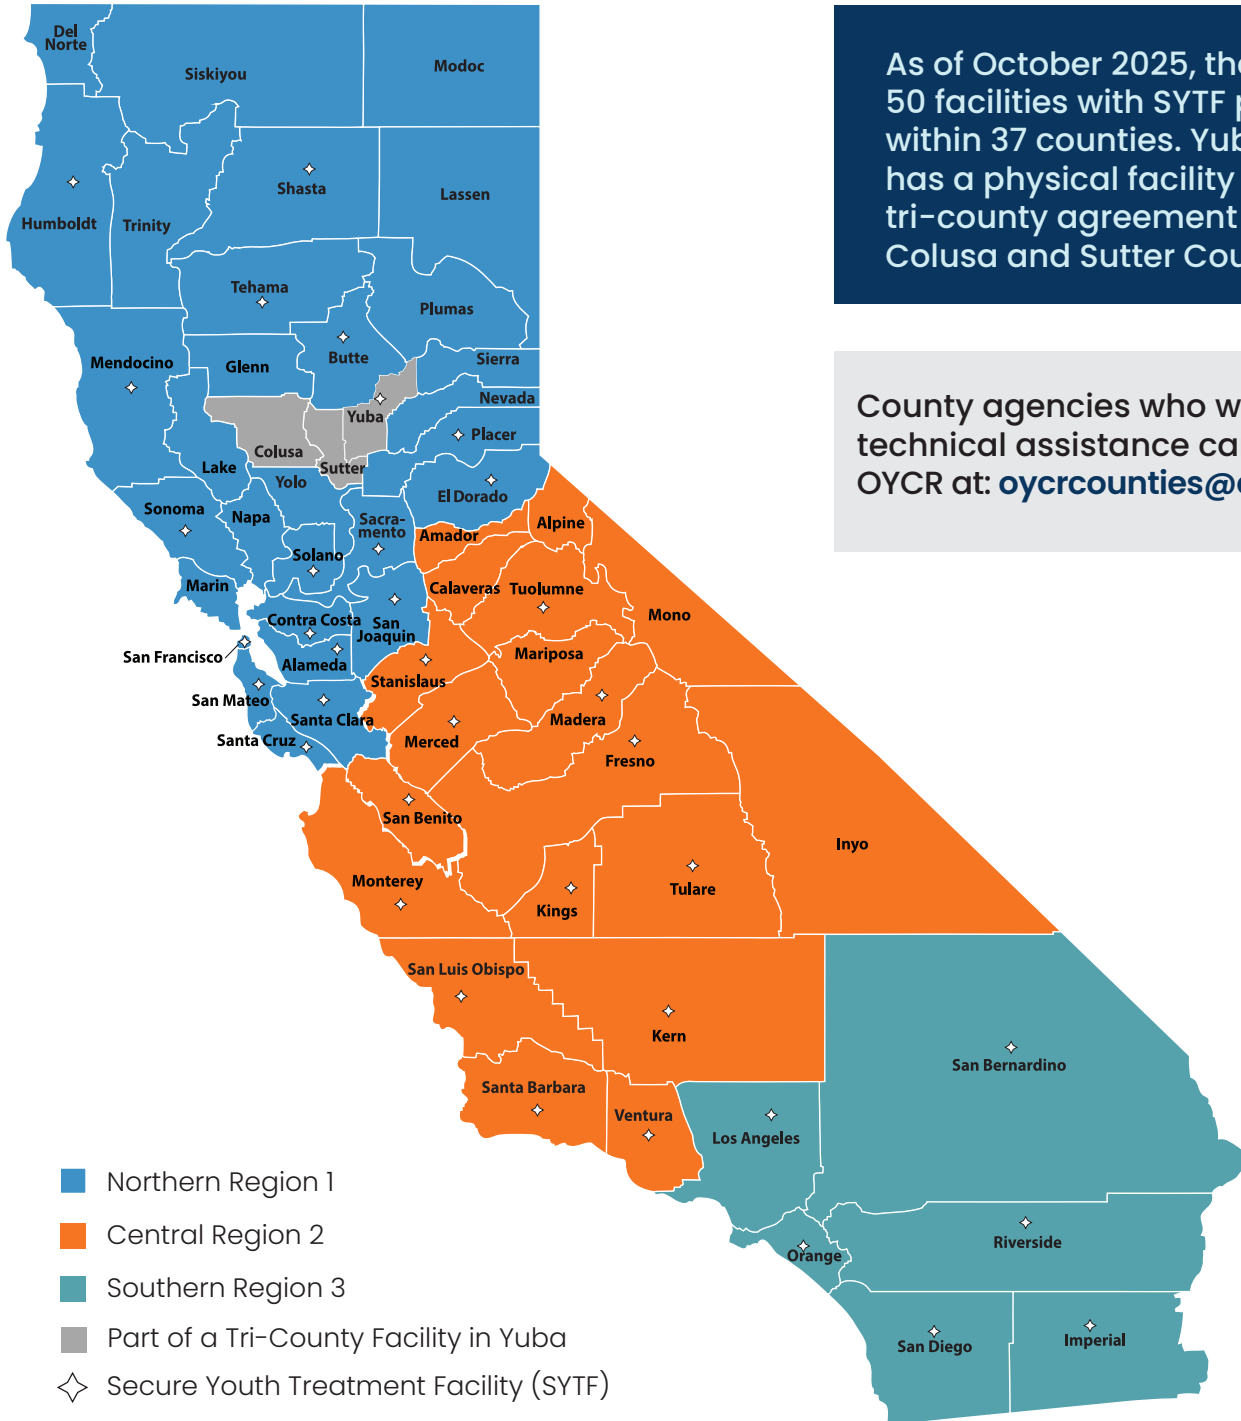 Del
Norte
Siskiyou
Modoc
Shasta
Lassen
Humboldt
Trinity
Tehama
Plumas
Mendocino
Glenn
Butte
Sierra
Nevada
Yuba
Placer
Colusa
Sutter
Lake
Yolo
El Dorado
Sonoma
Napa
Sacra-
mento
Amador
Alpine
Solano
Marin
Calaveras
Tuolumne
Mono
Contra Costa
San
Joaquin
San Francisco
Alameda
Mariposa
Stanislaus
San Mateo
Santa Clara
Madera
Santa Cruz
Merced
Fresno
San Benito
Inyo
Monterey
Kings
Tulare
San Luis Obispo
Kern
San Bernardino
Santa Barbara
Ventura
Los Angeles
Orange
Riverside
San Diego
Imperial
As of October 2025, the
50 facilities with SYTF
within 37 counties. Yub
has a physical facility
tri-county agreement
Colusa and Sutter Cou
County agencies who w
technical assistance ca
OYCR at: oycrcounties@
Northern Region 1
Central Region 2
Southern Region 3
Part of a Tri-County Facility in Yuba
Secure Youth Treatment Facility (SYTF)